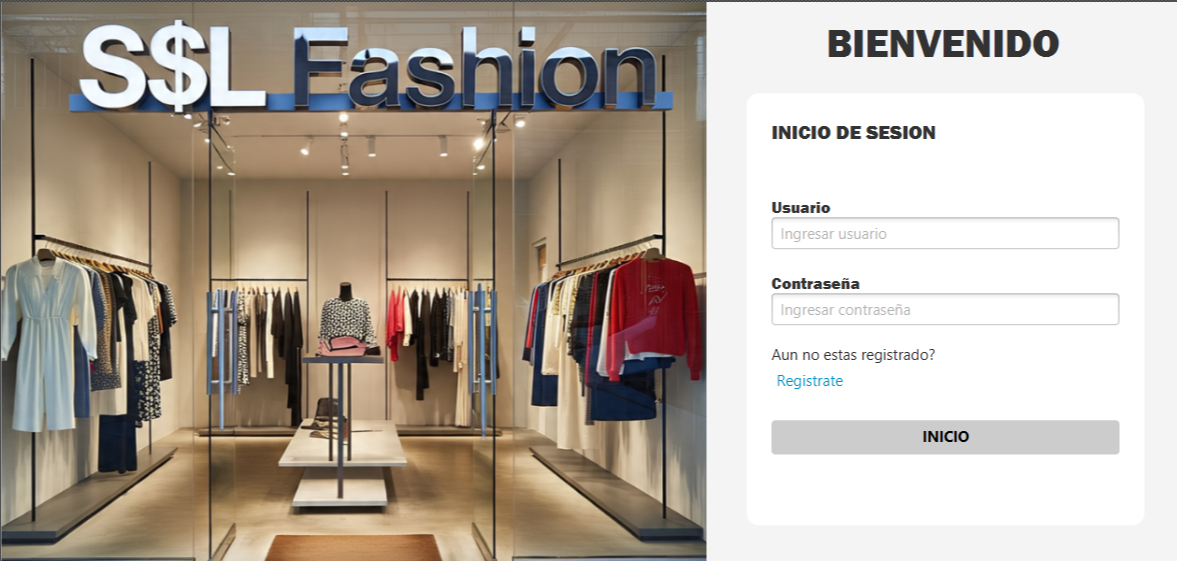 S$L Fashion
BIENVENIDO
INICIO DE SESION
Usuario
Ingresar usuario
Contraseña
Ingresar contraseña
Aun no estas registrado?
Registrate
INICIO